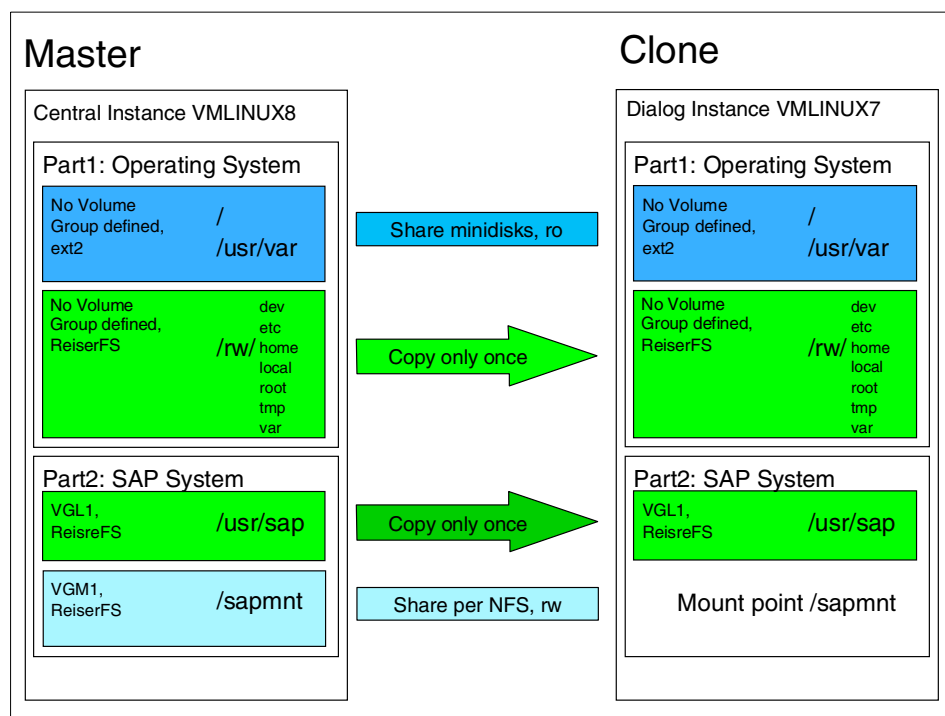 Master
Central Instance VMLINUX8
Part1: Operating System
No Volume
Group defined,
ext2
/
/usr/var
No Volume
Group defined,
ReiserFS
/rw/
dev
etc
home
local
root
tmp
var
Part2: SAP System
VGL1,
ReisreFS
/usr/sap
VGM1,
ReiserFS
/sapmnt
Share minidisks, ro
Copy only once
Copy only once
Share per NFS, rw
Clone
Dialog Instance VMLINUX7
Part1: Operating System
No Volume
Group defined,
ext2
/
/usr/var
No Volume
Group defined,
ReiserFS
/rw/
dev
etc
home
local
root
tmp
var
Part2: SAP System
VGL1,
ReisreFS
/usr/sap
Mount point /sapmnt